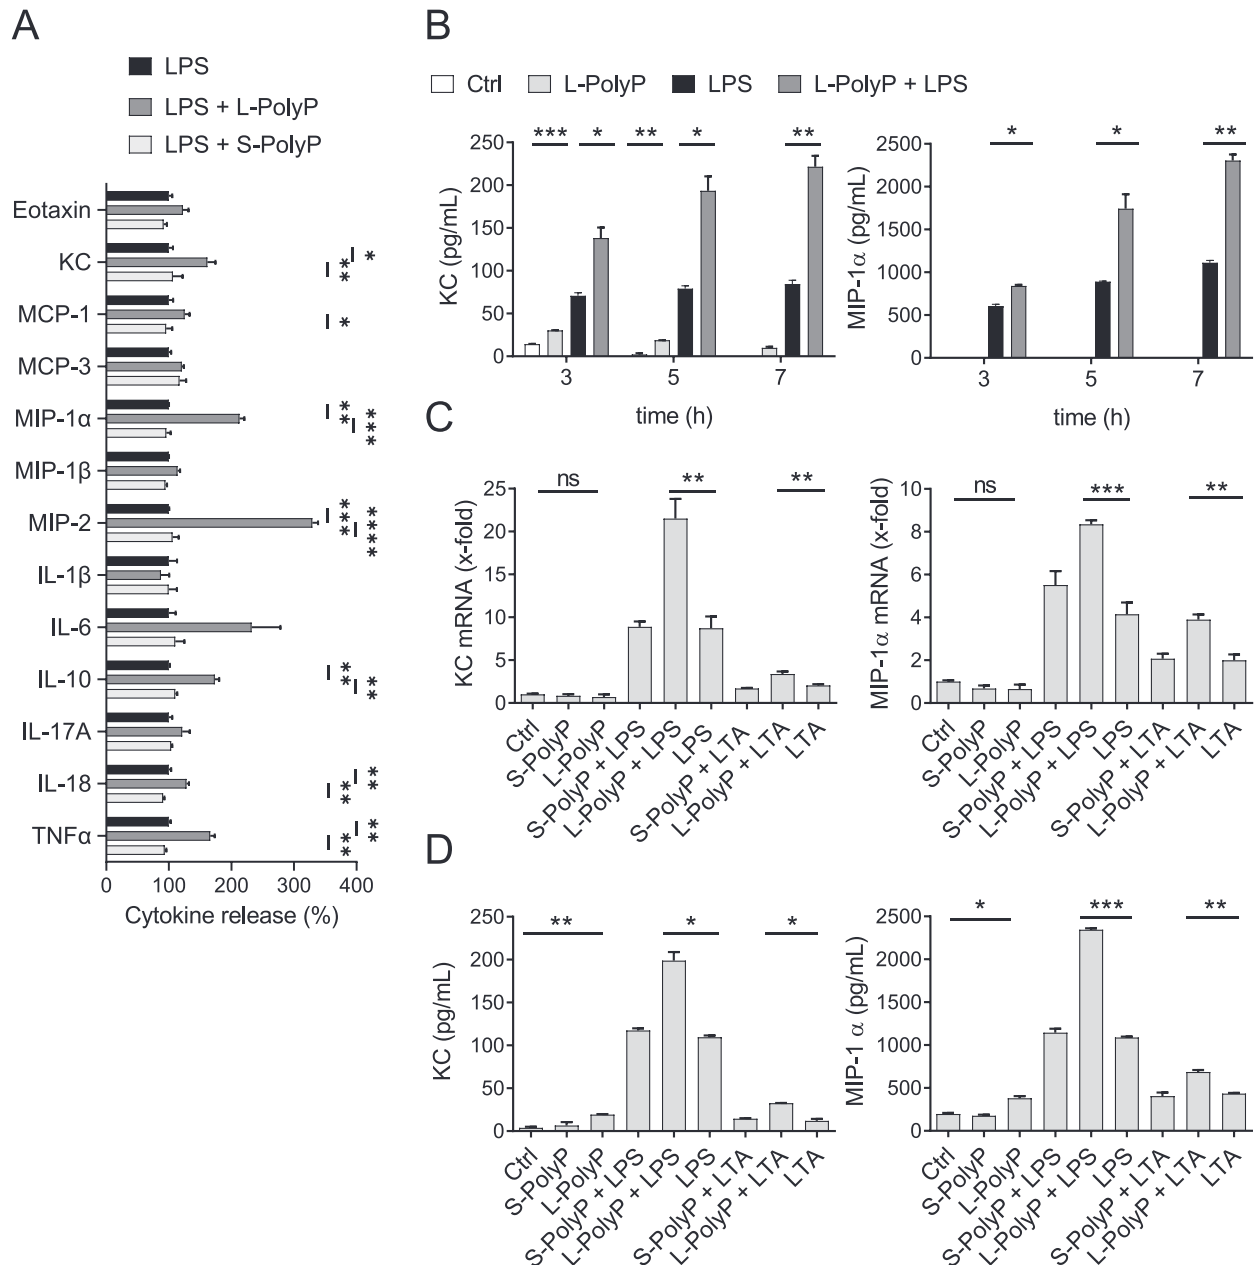 A
LPS
LPS + L-PolyP
LPS + S-PolyP
Eotaxin
KC
* **
MCP-1
*
MCP-3
MIP-1α
** ***
MIP-1β
MIP-2
*** ****
IL-1β
IL-6
IL-10
** **
IL-17A
IL-18
** **
TNFα
** **
0 100 200 300 400
Cytokine release (%)
B
Ctrl L-PolyP LPS L-PolyP + LPS
*** * ** * **
250
200
150
100
50
0
KC (pg/mL)
3 5 7
time (h)
* * **
2500
2000
1500
1000
500
0
MIP-1α (pg/mL)
3 5 7
time (h)
C
ns ** **
25
20
15
10
5
0
KC mRNA (x-fold)
Ctrl
S-PolyP
L-PolyP
S-PolyP + LPS
L-PolyP + LPS
LPS
S-PolyP + LTA
L-PolyP + LTA
LTA
ns *** **
10
8
6
4
2
0
MIP-1α mRNA (x-fold)
Ctrl
S-PolyP
L-PolyP
S-PolyP + LPS
L-PolyP + LPS
LPS
S-PolyP + LTA
L-PolyP + LTA
LTA
D
** * *
250
200
150
100
50
0
KC (pg/mL)
Ctrl
S-PolyP
L-PolyP
S-PolyP + LPS
L-PolyP + LPS
LPS
S-PolyP + LTA
L-PolyP + LTA
LTA
* *** **
2500
2000
1500
1000
500
0
MIP-1 α (pg/mL)
Ctrl
S-PolyP
L-PolyP
S-PolyP + LPS
L-PolyP + LPS
LPS
S-PolyP + LTA
L-PolyP + LTA
LTA